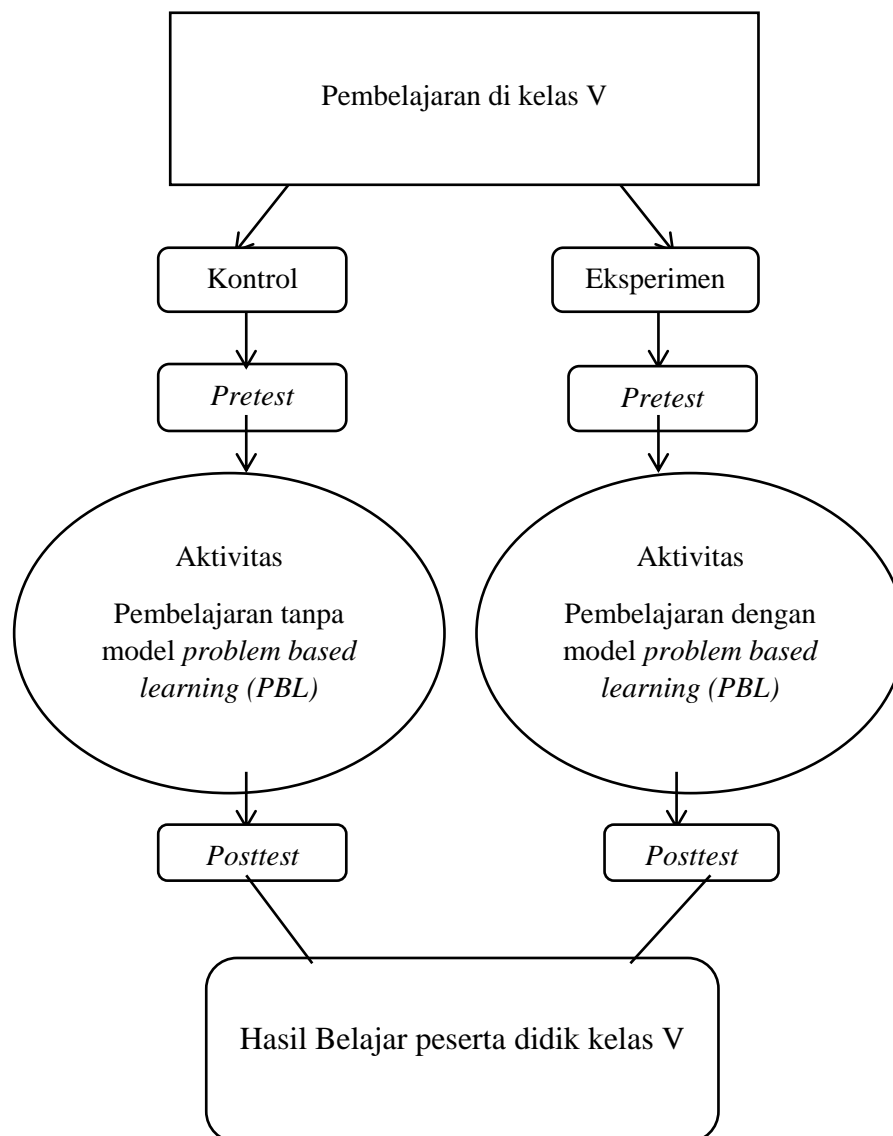 Pembelajaran di kelas V
Kontrol
Eksperimen
Pretest
Pretest
Aktivitas
Pembelajaran tanpa
model problem based
learning (PBL)
Aktivitas
Pembelajaran dengan
model problem based
learning (PBL)
Posttest
Posttest
Hasil Belajar peserta didik kelas V